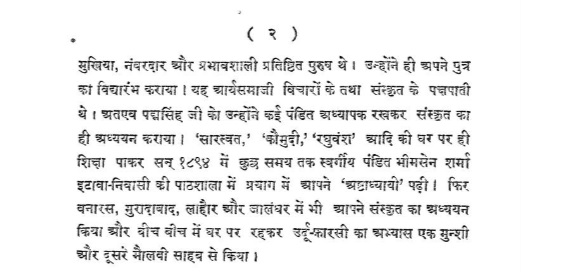 ( २ )
मुखिया, नंबरदार और प्रभावशाली प्रतिष्ठित पुरुष थे। उन्होंने ही अपने पुत्र
का विद्यारंभ कराया। यह आर्यसमाजी विचारों के तथा संस्कृत के पक्षपाती
थे। अतएव पद्मसिंह जी को उन्होंने कई पंडित अध्यापक रखकर संस्कृत का
ही अध्ययन कराया। 'सारस्वत,' 'कौमुदी,' 'रघुवंश' आदि की घर पर ही
शिक्षा पाकर सन् १८९४ में कुछ समय तक स्वर्गीय पंडित भीमसेन शर्मा
इटावा-निवासी की पाठशाला में प्रयाग में आपने 'अष्टाध्यायी' पढ़ी। फिर
बनारस, मुरादाबाद, लाहौर और जालंधर में भी आपने संस्कृत का अध्ययन
किया और बीच बीच में घर पर रहकर उर्दू-फ़ारसी का अभ्यास एक मुन्शी
और दूसरे मौलवी साहब से किया।